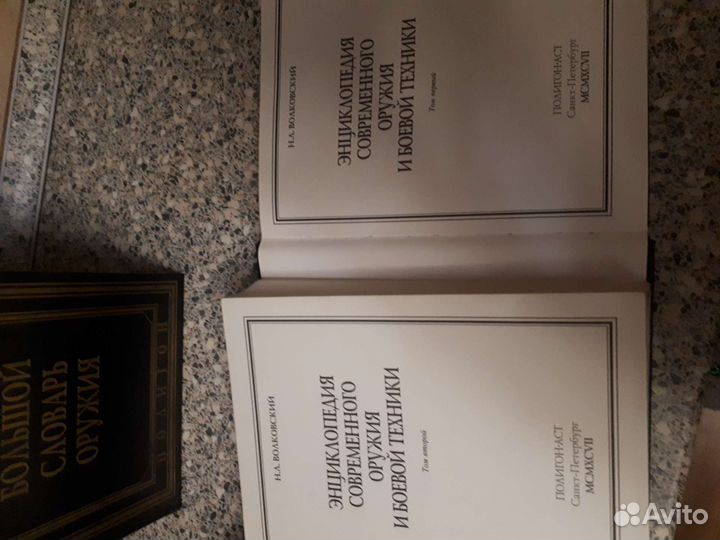 Н.Л. ВОЛКОВСКИЙ
ЭНЦИКЛОПЕДИЯ
СОВРЕМЕННОГО
ОРУЖИЯ
И БОЕВОЙ ТЕХНИКИ
Том первый
ПОЛИГОН•АСТ
Санкт-Петербург
MCMXCVII
Н.Л. ВОЛКОВСКИЙ
ЭНЦИКЛОПЕДИЯ
СОВРЕМЕННОГО
ОРУЖИЯ
И БОЕВОЙ ТЕХНИКИ
Том второй
ПОЛИГОН•АСТ
Санкт-Петербург
MCMXCVII
БОЛЬШОЙ
СЛОВАРЬ
ОРУЖИЯ
ПОЛИГОН
Avito